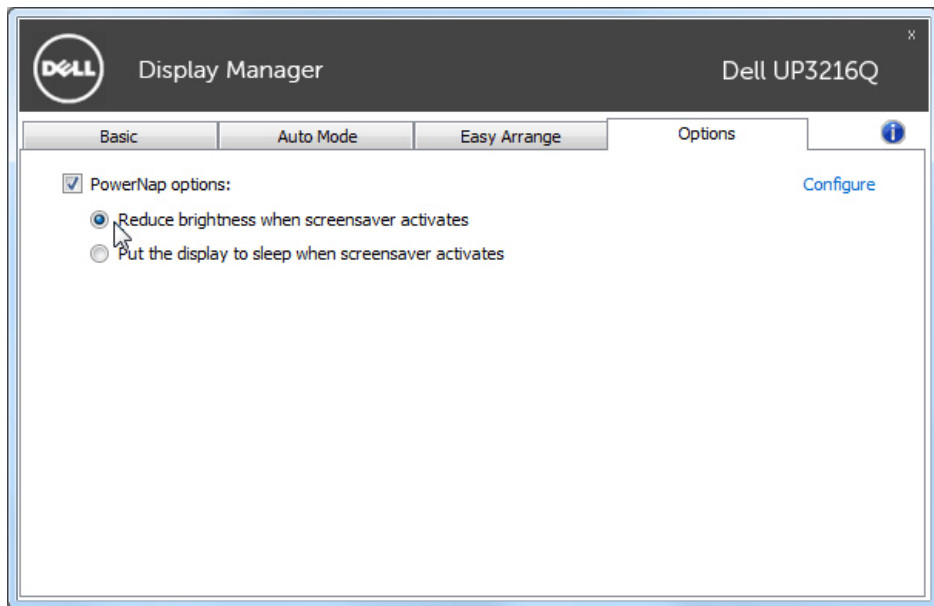 DELL Display Manager Dell UP3216Q x
Basic Auto Mode Easy Arrange Options i
PowerNap options: Configure
Reduce brightness when screensaver activates
Put the display to sleep when screensaver activates